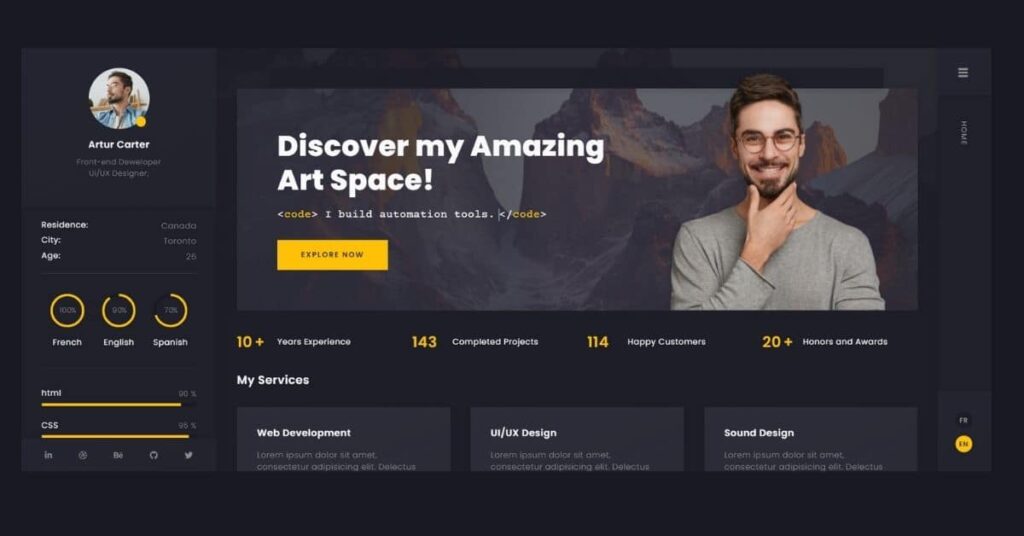 Artur Carter
Front-end Deweloper
Ui/UX Designer,
Residence: Canada
City: Toronto
Age: 26
100% 90% 70%
French English Spanish
html 90 %
CSS 95 %
in Bē
Discover my Amazing
Art Space!
<code> I build automation tools. </code>
EXPLORE NOW
10 + Years Experience 143 Completed Projects 114 Happy Customers 20 + Honors and Awards
My Services
Web Development
Lorem ipsum dolor sit amet,
consectetur adipisicing elit. Delectus
UI/UX Design
Lorem ipsum dolor sit amet,
consectetur adipisicing elit. Delectus
Sound Design
Lorem ipsum dolor sit amet,
consectetur adipisicing elit. Delectus
HOME
FR
EN